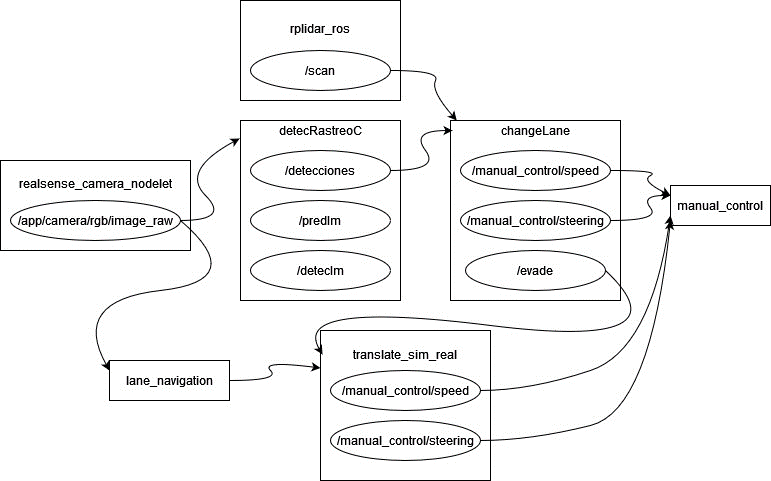 rplidar_ros
/scan
detecRastreoC
/detecciones
/predIm
/detecIm
changeLane
/manual_control/speed
/manual_control/steering
/evade
realsense_camera_nodelet
/app/camera/rgb/image_raw
manual_control
lane_navigation
translate_sim_real
/manual_control/speed
/manual_control/steering